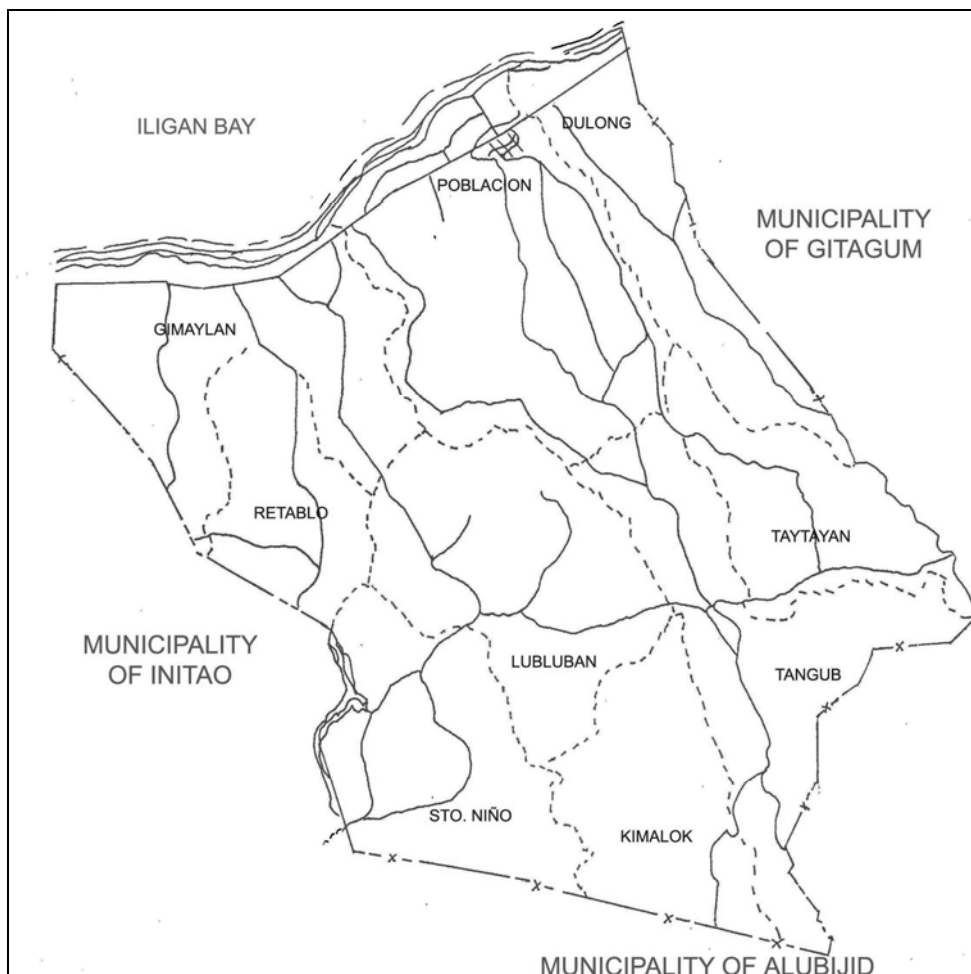 ILIGAN BAY
DULONG
POBLACION
MUNICIPALITY
OF GITAGUM
GIMAYLAN
RETABLO
TAYTAYAN
MUNICIPALITY
OF INITAO
LUBLUBAN
TANGUB
STO. NIÑO
KIMALOK
MUNICIPALITY OF ALUBIJID